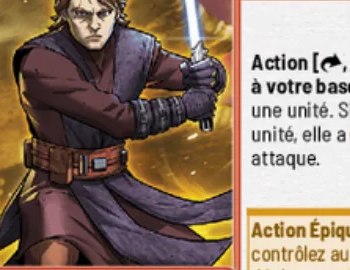 Action [⤷,
à votre base
une unité. S
unité, elle a
attaque.
Action Épiqu
contrôlez au